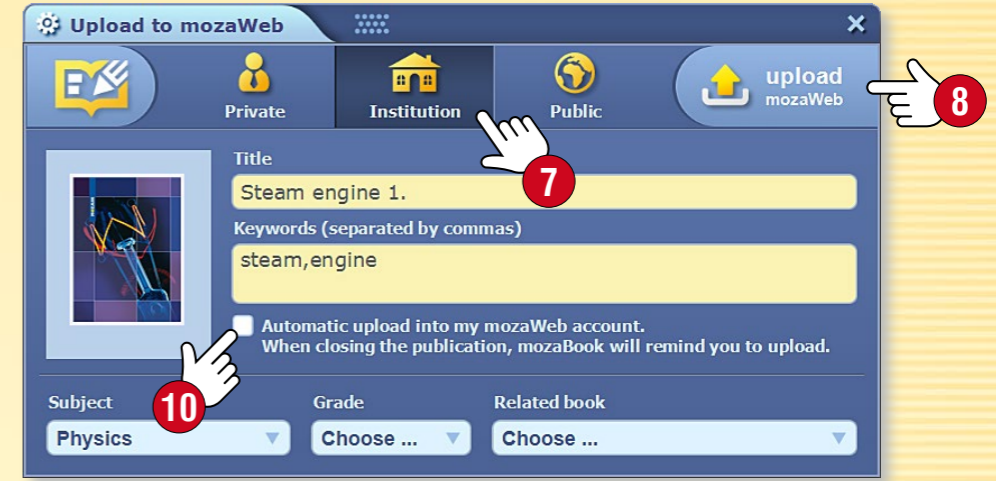 Upload to mozaWeb
Private
Institution
Public
upload
mozaWeb
8
7
Title
Steam engine 1.
Keywords (separated by commas)
steam,engine
Automatic upload into my mozaWeb account.
When closing the publication, mozaBook will remind you to upload.
10
Subject
Grade
Related book
Physics
Choose ...
Choose ...